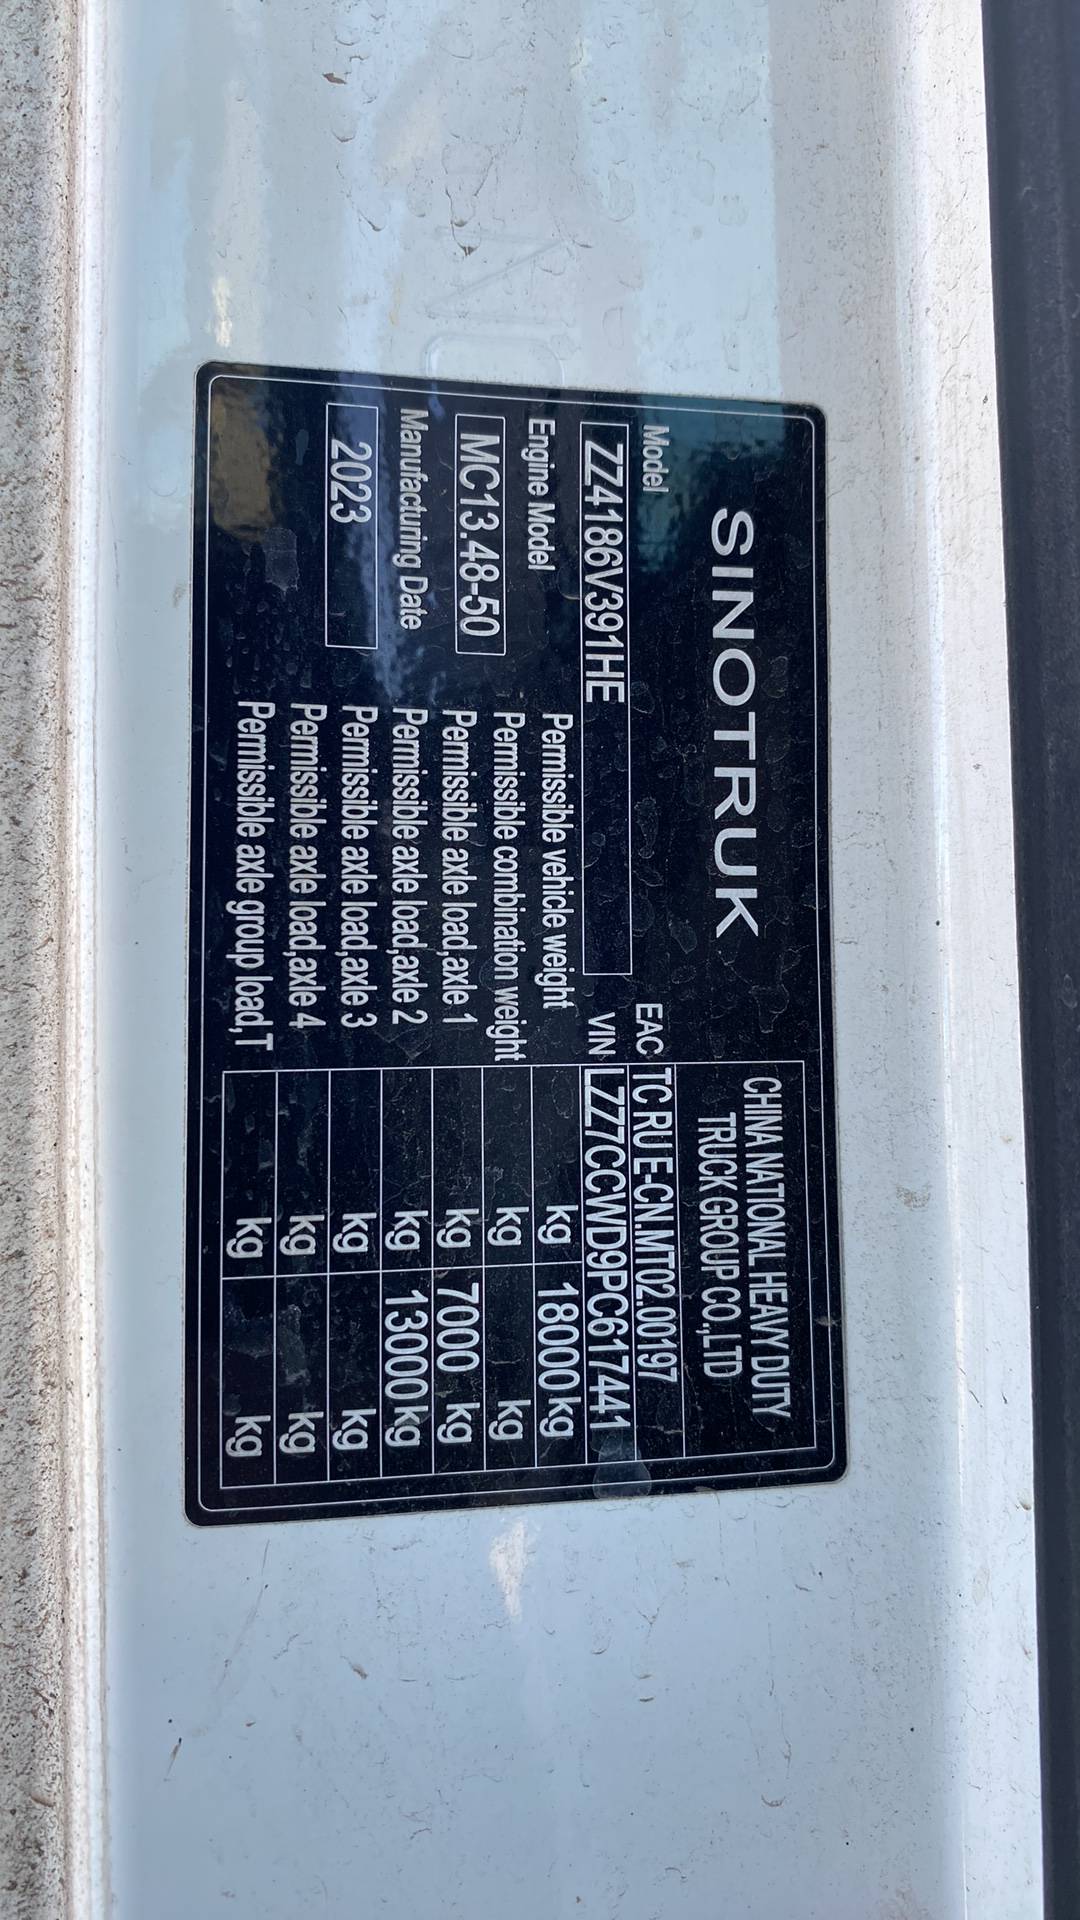 SINOTRUK
CHINA NATIONAL HEAVY DUTY
TRUCK GROUP CO.,LTD
Model
EAC TC RU E-CN.MT02.00197
ZZ4186V391HE
VIN LZZ7CCWD9PC617441
Engine Model
MC13.48-50
Manufacturing Date
2023
Permissible vehicle weight kg 18000 kg
Permissible combination weight kg kg
Permissible axle load,axle 1 kg 7000 kg
Permissible axle load,axle 2 kg 13000 kg
Permissible axle load,axle 3 kg kg
Permissible axle load,axle 4 kg kg
Permissible axle group load,T kg kg